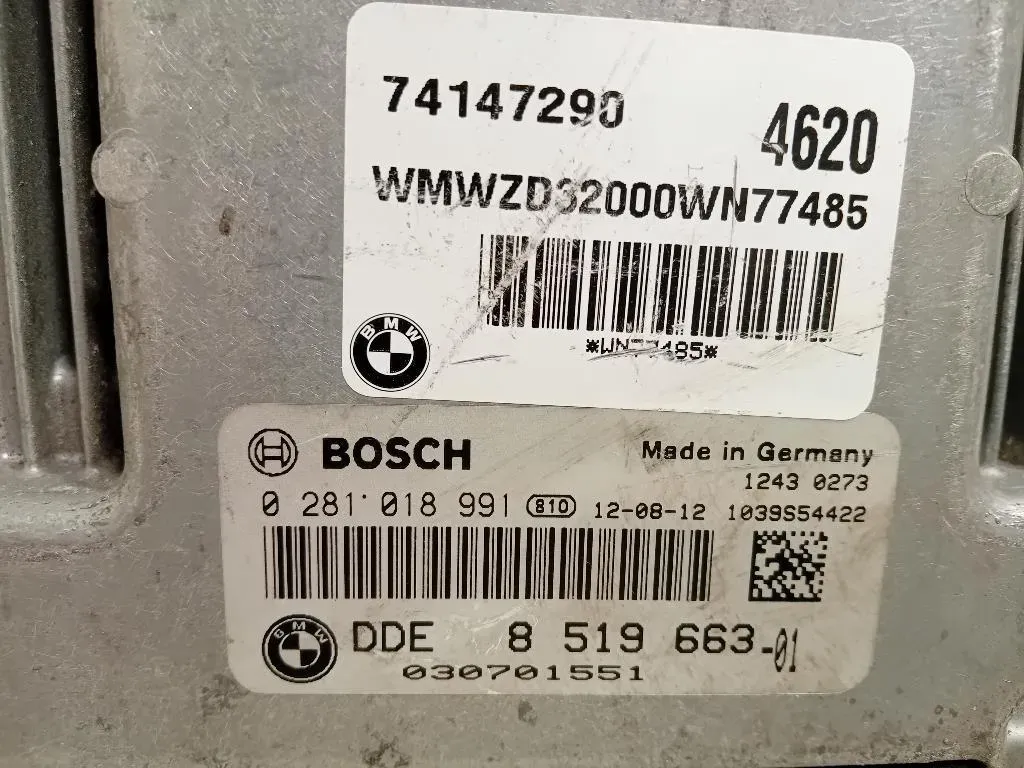 74147290
4620
WMWZD32000WN77485
*WN77485*
BMW
BOSCH
Made in Germany
1243 0273
0 281 018 991 810 12-08-12 1039S54422
BMW
DDE 8 519 663-01
030701551